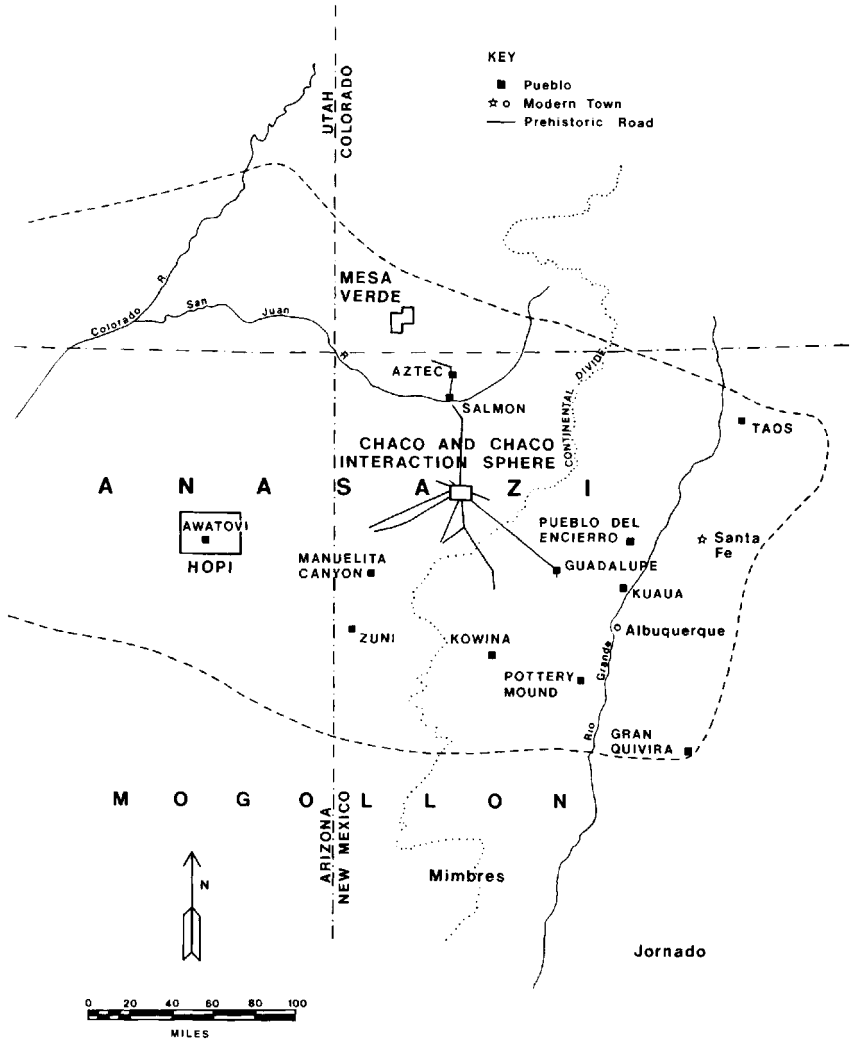 KEY
Pueblo
Modern Town
Prehistoric Road
UTAH
COLORADO
MESA
VERDE
Colorado R
San Juan R
AZTEC
SALMON
CONTINENTAL DIVIDE
TAOS
CHACO AND CHACO
INTERACTION SPHERE
ANASAZI
AWATOVI
HOPI
PUEBLO DEL
ENCIERRO
Santa
Fe
MANUELITA
CANYON
GUADALUPE
KUAUA
ZUNI
KOWINA
Albuquerque
POTTERY
MOUND
Rio Grande
GRAN
QUIVIRA
MOGOLLON
ARIZONA
NEW MEXICO
Mimbres
N
Jornado
0 20 40 60 80 100
MILES